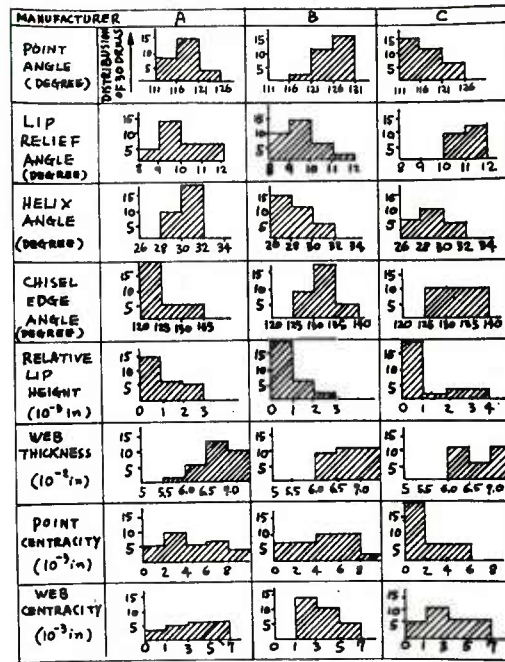 MANUFACTURER A B C
POINT ANGLE (DEGREE)
DISTRIBUTION OF 30 DRILLS
15 10 5
111 116 121 126
15 10 5
111 116 121 126 131
15 10 5
111 116 121 126
LIP RELIEF ANGLE (DEGREE)
15 10 5
8 9 10 11 12
15 10 5
8 9 10 11 12
15 10 5
8 9 10 11 12
HELIX ANGLE (DEGREE)
15 10 5
26 28 30 32 34
15 10 5
26 28 30 32 34
15 10 5
26 28 30 32 34
CHISEL EDGE ANGLE (DEGREE)
15 10 5
120 125 130 135
15 10 5
120 125 130 135 140
15 10 5
120 125 130 135 140
RELATIVE LIP HEIGHT (10⁻³ in)
15 10 5
0 1 2 3
15 10 5
0 1 2 3
15 10 5
0 1 2 3 4
WEB THICKNESS (10⁻² in)
15 10 5
5 5.5 6.0 6.5 7.0
15 10 5
5 5.5 6.0 6.5 7.0
15 10 5
5 5.5 6.0 6.5 7.0
POINT CENTRACITY (10⁻³ in)
15 10 5
0 2 4 6 8
15 10 5
0 2 4 6 8
15 10 5
0 2 4 6 8
WEB CENTRACITY (10⁻³ in)
15 10 5
0 1 3 5 7
15 10 5
0 1 3 5 7
15 10 5
0 1 3 5 7